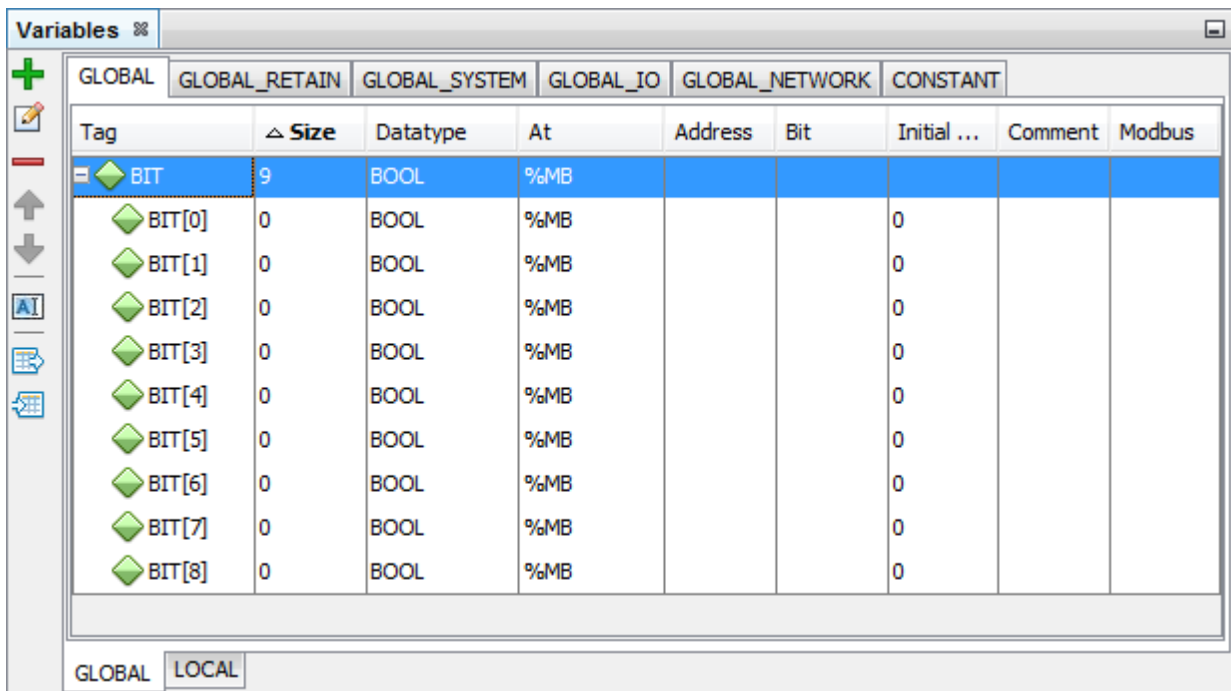 Variables
GLOBAL GLOBAL_RETAIN GLOBAL_SYSTEM GLOBAL_IO GLOBAL_NETWORK CONSTANT
Tag Size Datatype At Address Bit Initial ... Comment Modbus
BIT 9 BOOL %MB
BIT[0] 0 BOOL %MB 0
BIT[1] 0 BOOL %MB 0
BIT[2] 0 BOOL %MB 0
BIT[3] 0 BOOL %MB 0
BIT[4] 0 BOOL %MB 0
BIT[5] 0 BOOL %MB 0
BIT[6] 0 BOOL %MB 0
BIT[7] 0 BOOL %MB 0
BIT[8] 0 BOOL %MB 0
GLOBAL LOCAL